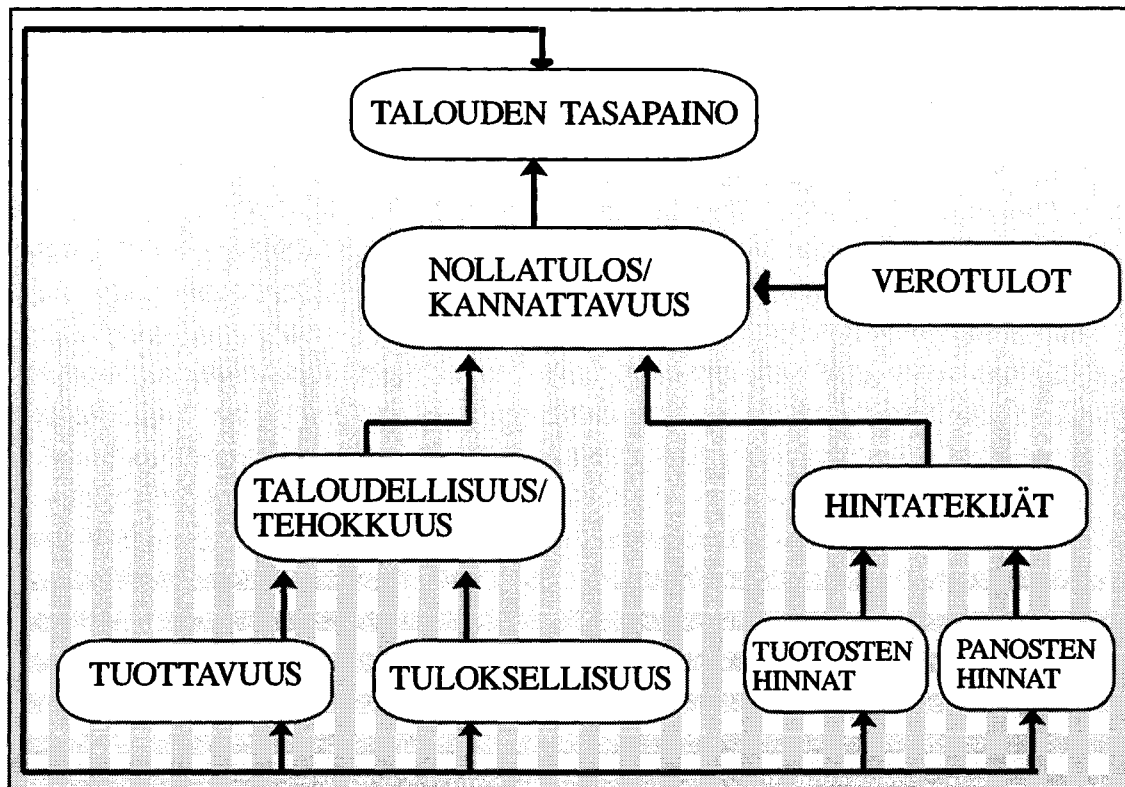 TALOUDEN TASAPAINO
NOLLATULOS/
KANNATTAVUUS
VEROTULOT
TALOUDELLISUUS/
TEHOKKUUS
HINTATEKIJÄT
TUOTTAVUUS
TULOKSELLISUUS
TUOTOSTEN
HINNAT
PANOSTEN
HINNAT